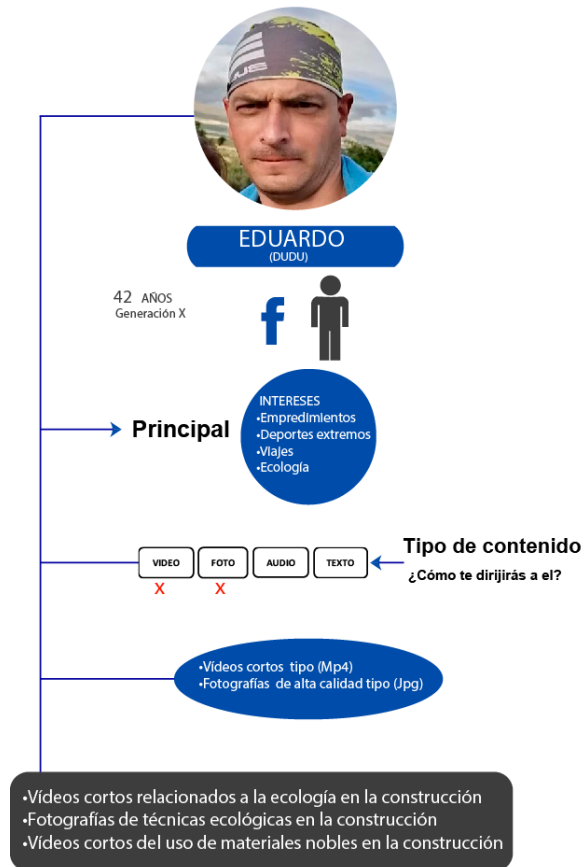 EDUARDO
(DUDU)
42 AÑOS
Generación X
f
INTERESES
•Empredimientos
•Deportes extremos
•Viajes
•Ecología
Principal
Tipo de contenido
¿Cómo te dirijirás a el?
VIDEO FOTO AUDIO TEXTO
X X
•Vídeos cortos tipo (Mp4)
•Fotografías de alta calidad tipo (Jpg)
•Vídeos cortos relacionados a la ecología en la construcción
•Fotografías de técnicas ecológicas en la construcción
•Vídeos cortos del uso de materiales nobles en la construcción